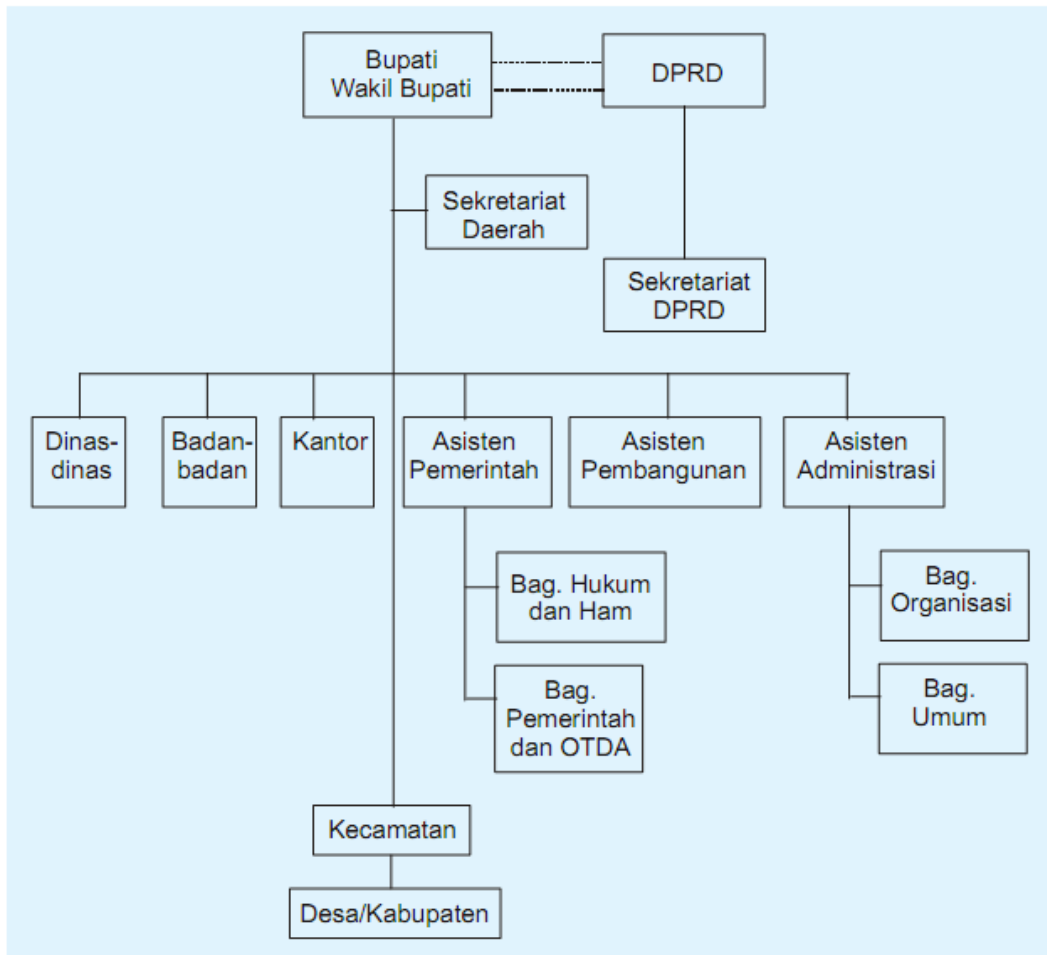 Bupati
Wakil Bupati
DPRD
Sekretariat
Daerah
Sekretariat
DPRD
Dinas-
dinas
Badan-
badan
Kantor
Asisten
Pemerintah
Asisten
Pembangunan
Asisten
Administrasi
Bag. Hukum
dan Ham
Bag.
Organisasi
Bag.
Pemerintah
dan OTDA
Bag.
Umum
Kecamatan
Desa/Kabupaten